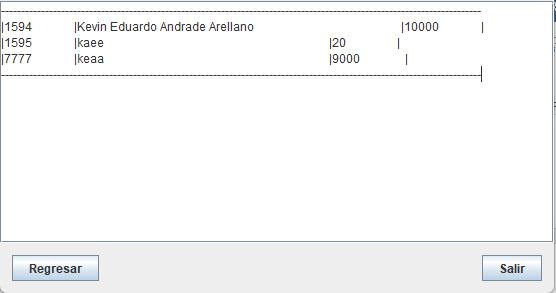 |1594 |Kevin Eduardo Andrade Arellano |10000 |
|1595 |kaee |20 |
|7777 |keaa |9000 |
Regresar
Salir